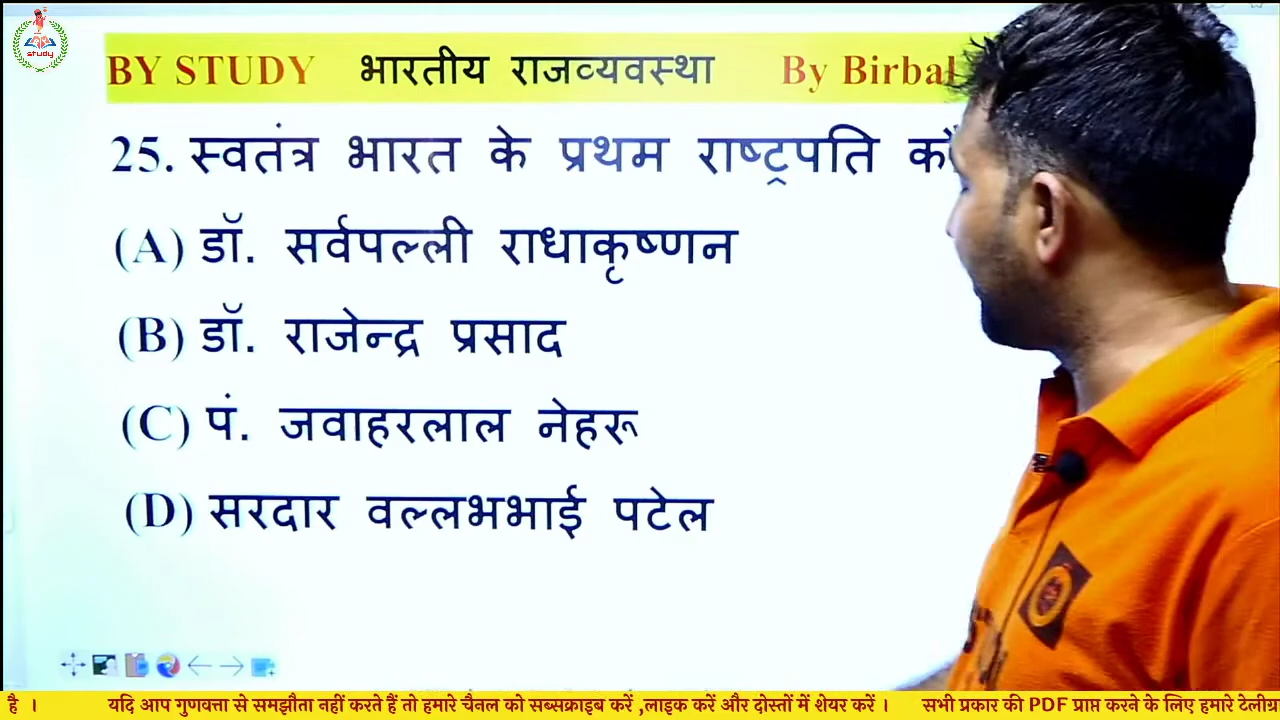 study
BY STUDY भारतीय राजव्यवस्था By Birbal
25. स्वतंत्र भारत के प्रथम राष्ट्रपति
(A) डॉ. सर्वपल्ली राधाकृष्णन
(B) डॉ. राजेन्द्र प्रसाद
(C) पं. जवाहरलाल नेहरू
(D) सरदार वल्लभभाई पटेल
है । यदि आप गुणवत्ता से समझौता नहीं करते हैं तो हमारे चैनल को सब्सक्राइब करें ,लाइक करें और दोस्तों में शेयर करें । सभी प्रकार की PDF प्राप्त करने के लिए हमारे